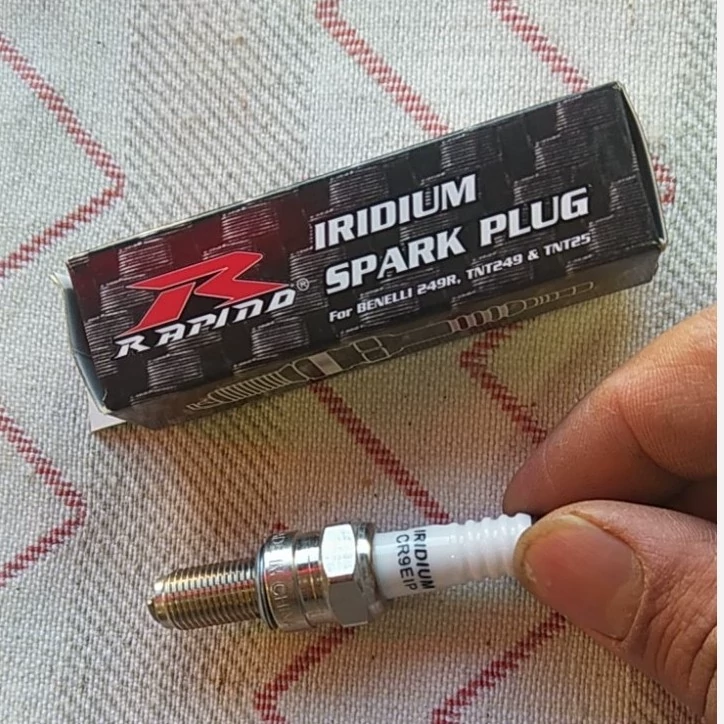 IRIDIUM
SPARK PLUG
For BENELLI 249R, TNT249 & TNT25
R
RAPIDO®
IRIDIUM
CR9EIP